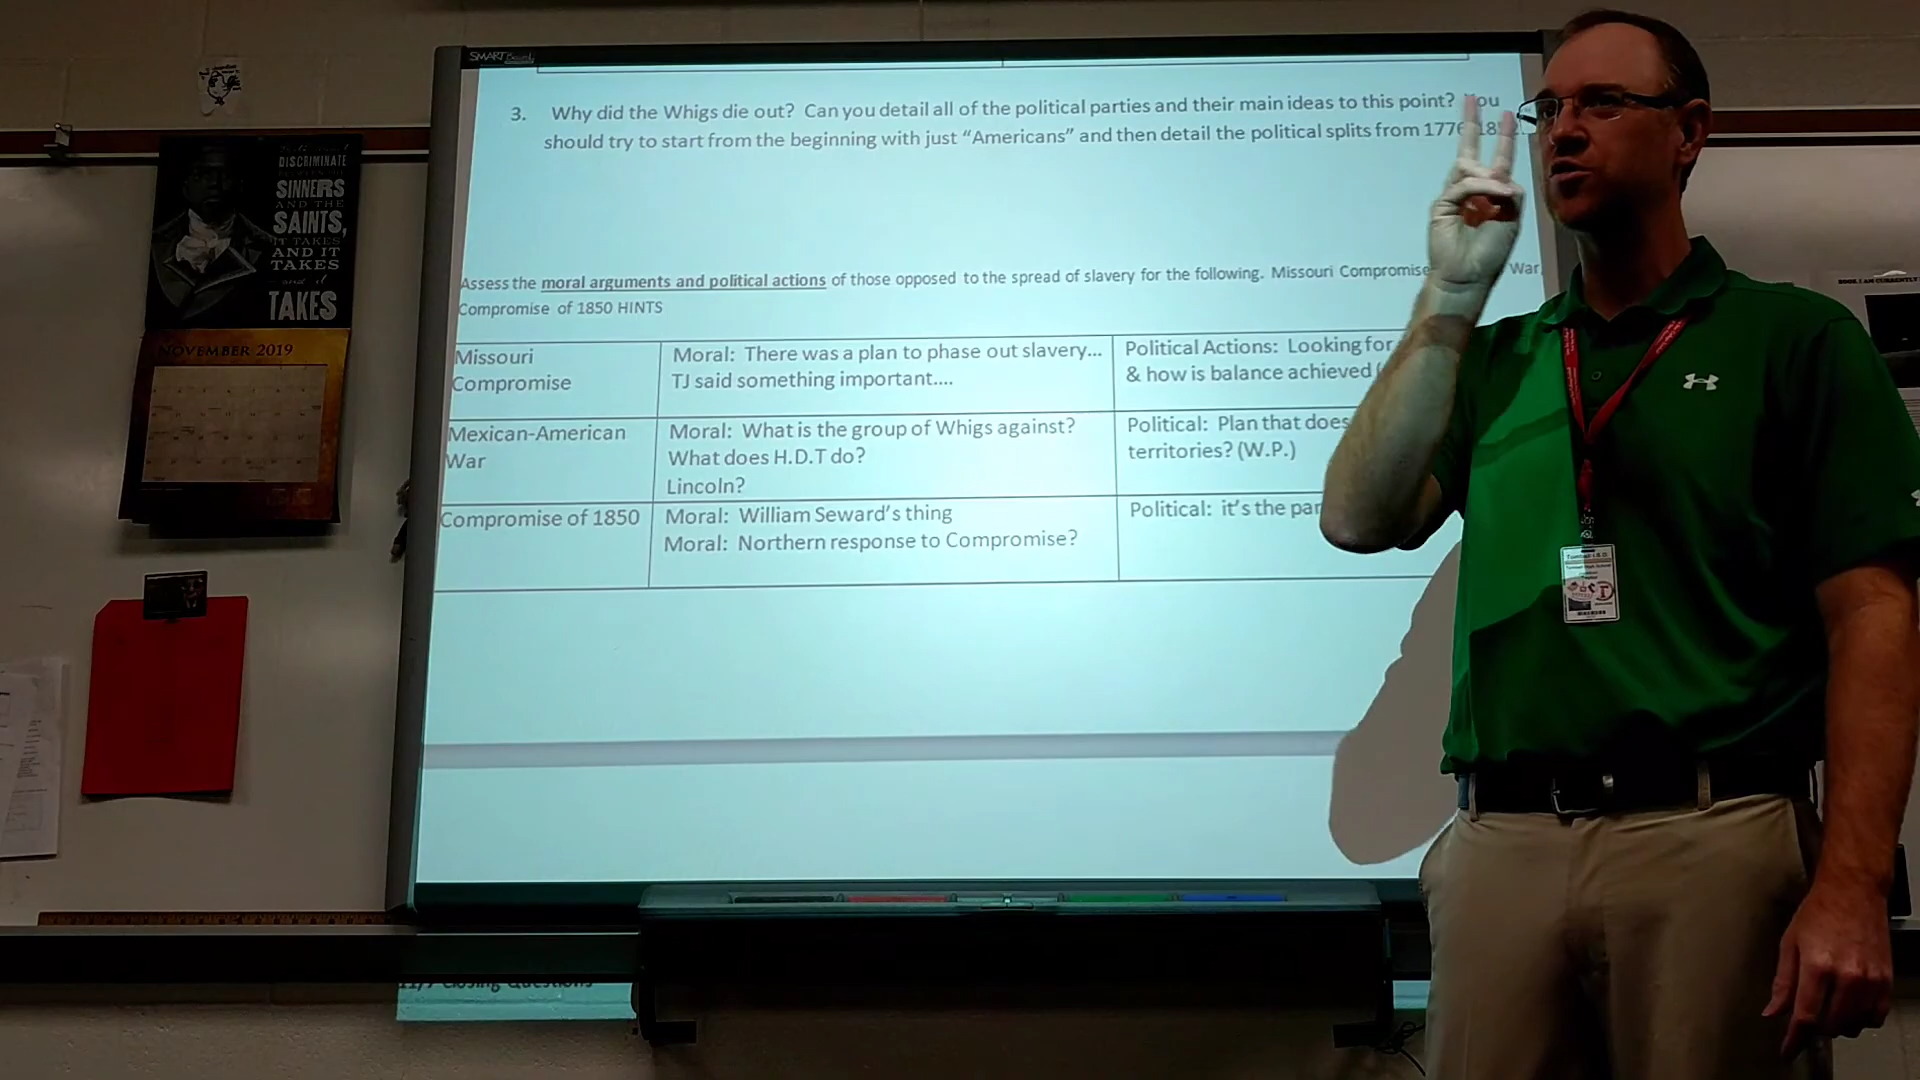 SMART Board
3. Why did the Whigs die out? Can you detail all of the political parties and their main ideas to this point? You
should try to start from the beginning with just “Americans” and then detail the political splits from 1776
Assess the moral arguments and political actions of those opposed to the spread of slavery for the following. Missouri Compromise War
Compromise of 1850 HINTS
Missouri
Compromise
Moral: There was a plan to phase out slavery...
TJ said something important....
Political Actions: Looking for
& how is balance achieved
Mexican-American
War
Moral: What is the group of Whigs against?
What does H.D.T do?
Lincoln?
Political: Plan that does
territories? (W.P.)
Compromise of 1850
Moral: William Seward’s thing
Moral: Northern response to Compromise?
Political: it’s the par
DISCRIMINATE
SINNERS
AND THE
SAINTS,
IT TAKES
AND IT
TAKES
and it
TAKES
NOVEMBER 2019
11/7 Closing Questions